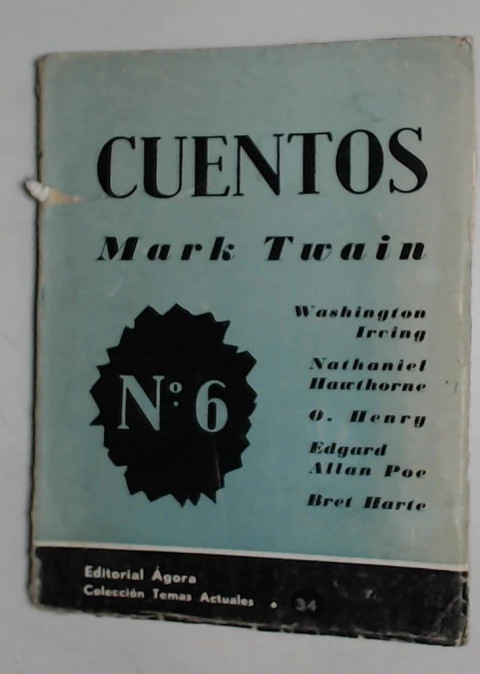 CUENTOS
Mark Twain
Washington
Irving
Nathaniel
Hawthorne
O. Henry
Edgard
Allan Poe
Bret Harte
Nº. 6
Editorial Ágora
Colección Temas Actuales • 34